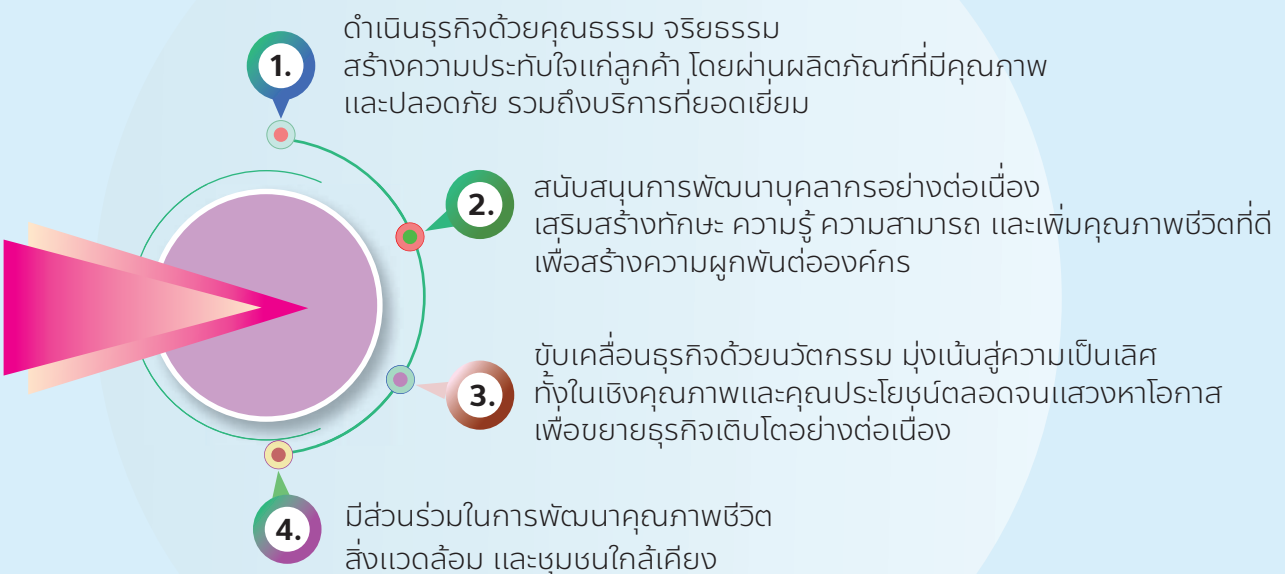 1.
ดำเนินธุรกิจด้วยคุณธรรม จริยธรรม
สร้างความประทับใจแก่ลูกค้า โดยผ่านผลิตภัณฑ์ที่มีคุณภาพ
และปลอดภัย รวมถึงบริการที่ยอดเยี่ยม
2.
สนับสนุนการพัฒนาบุคลากรอย่างต่อเนื่อง
เสริมสร้างทักษะ ความรู้ ความสามารถ และเพิ่มคุณภาพชีวิตที่ดี
เพื่อสร้างความผูกพันต่อองค์กร
3.
ขับเคลื่อนธุรกิจด้วยนวัตกรรม มุ่งเน้นสู่ความเป็นเลิศ
ทั้งในเชิงคุณภาพและคุณประโยชน์ตลอดจนแสวงหาโอกาส
เพื่อขยายธุรกิจเติบโตอย่างต่อเนื่อง
4.
มีส่วนร่วมในการพัฒนาคุณภาพชีวิต
สิ่งแวดล้อม และชุมชนใกล้เคียง